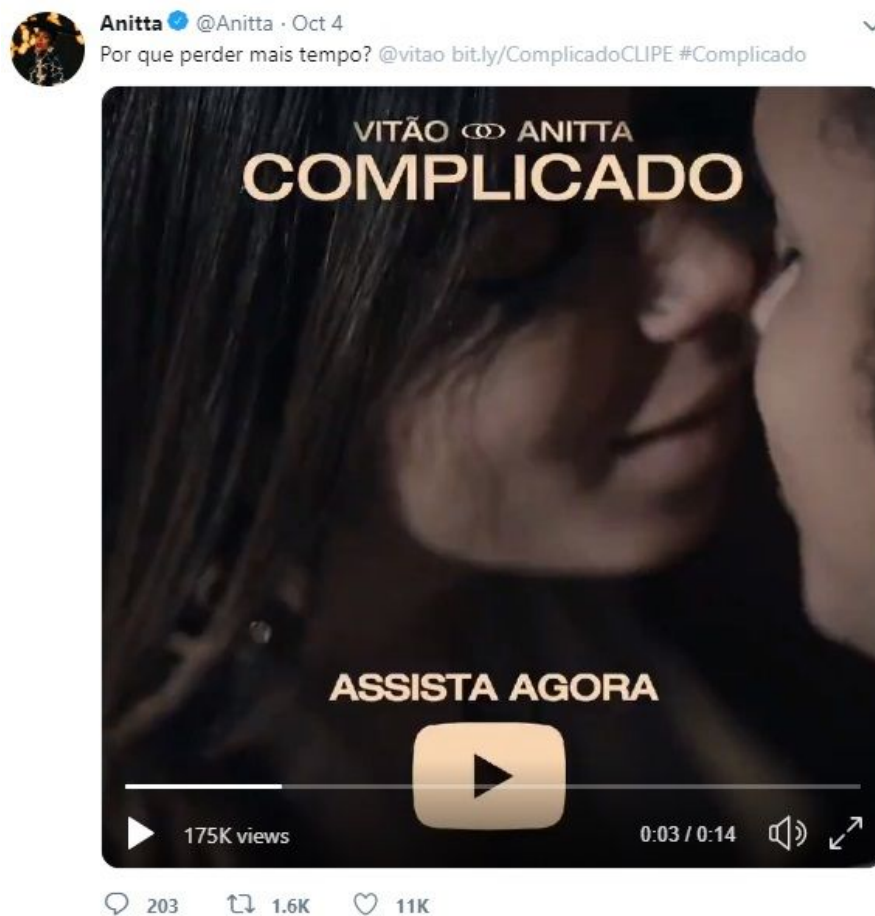 Anitta @Anitta · Oct 4
Por que perder mais tempo? @vitao bit.ly/ComplicadoCLIPE #Complicado
VITÃO ANITTA
COMPLICADO
ASSISTA AGORA
175K views 0:03 / 0:14
203 1.6K 11K